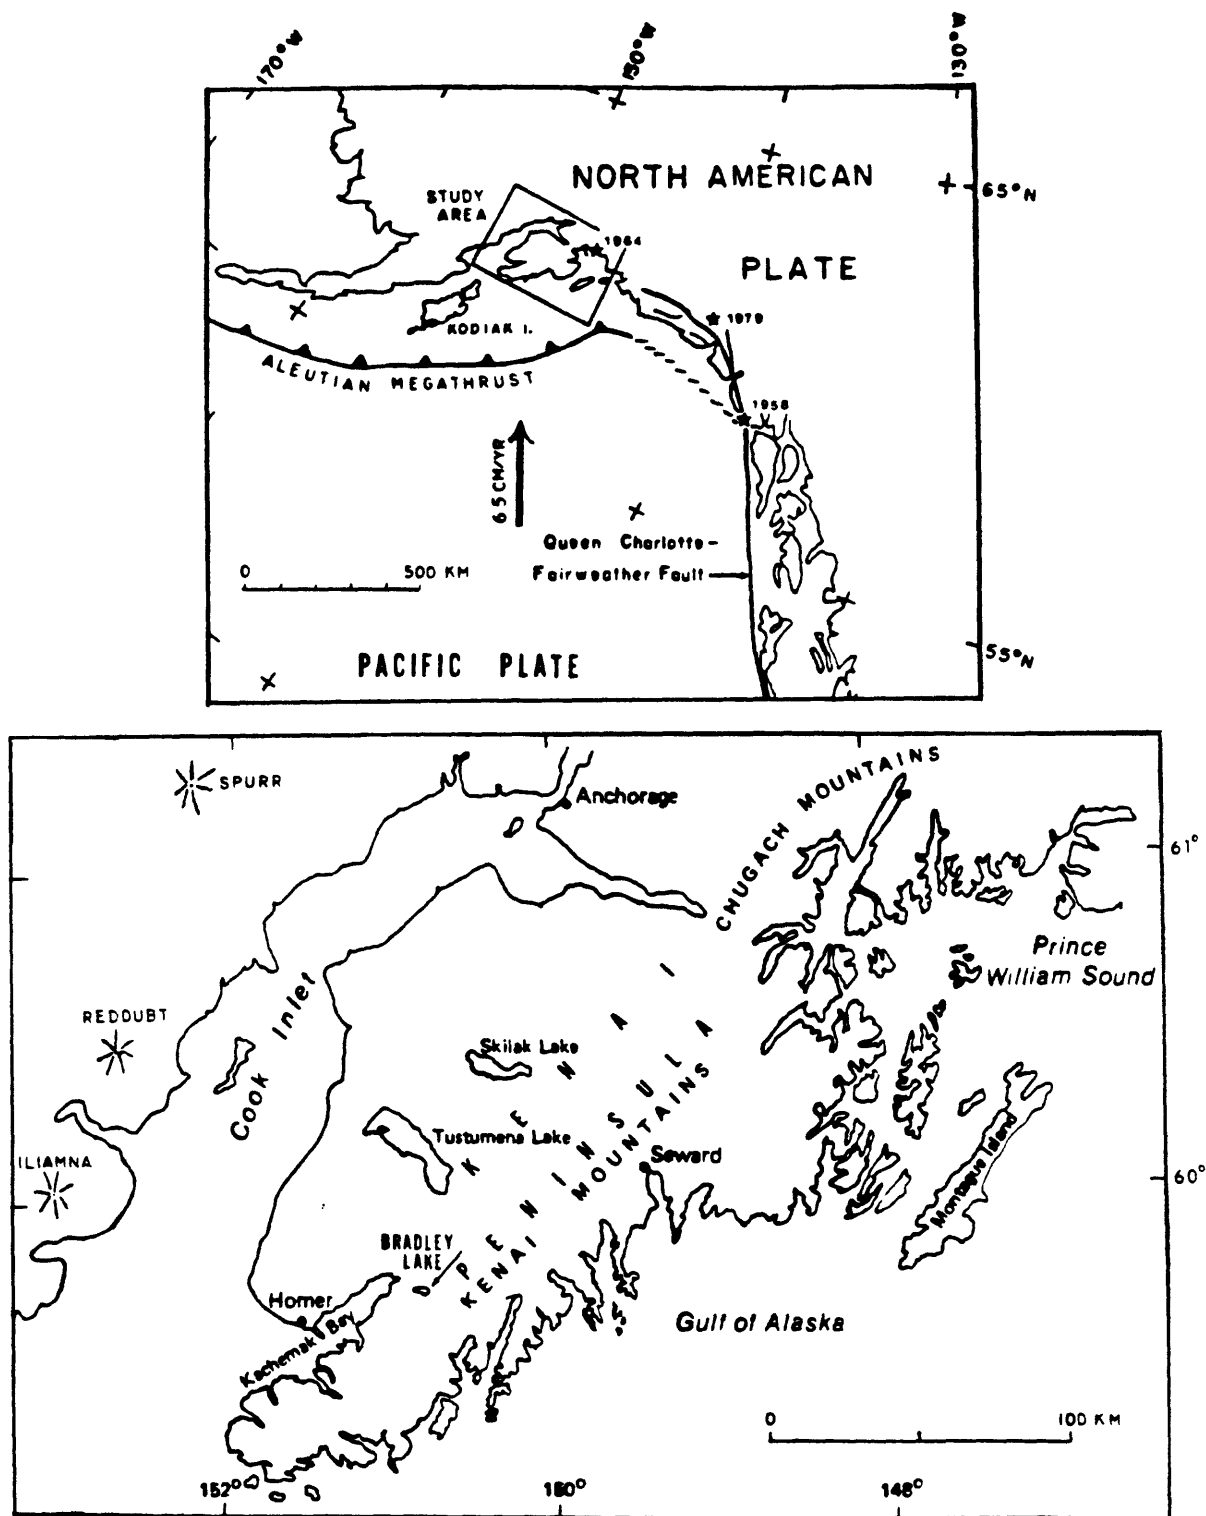 170°W
150°W
130°W
NORTH AMERICAN
65°N
STUDY
AREA
1964
PLATE
1979
KODIAK I.
ALEUTIAN MEGATHRUST
1958
6.5 CM/YR
Queen Charlotte-
Fairweather Fault
0 500 KM
PACIFIC PLATE
55°N
SPURR
Anchorage
CHUGACH MOUNTAINS
61°
Prince
William Sound
REDOUBT
Cook Inlet
Skilak Lake
KENAI
PENINSULA
Tustumena Lake
KENAI MOUNTAINS
Seward
Montague Island
ILIAMNA
60°
BRADLEY
LAKE
Homer
Kachemak Bay
Gulf of Alaska
0 100 KM
152°
150°
148°